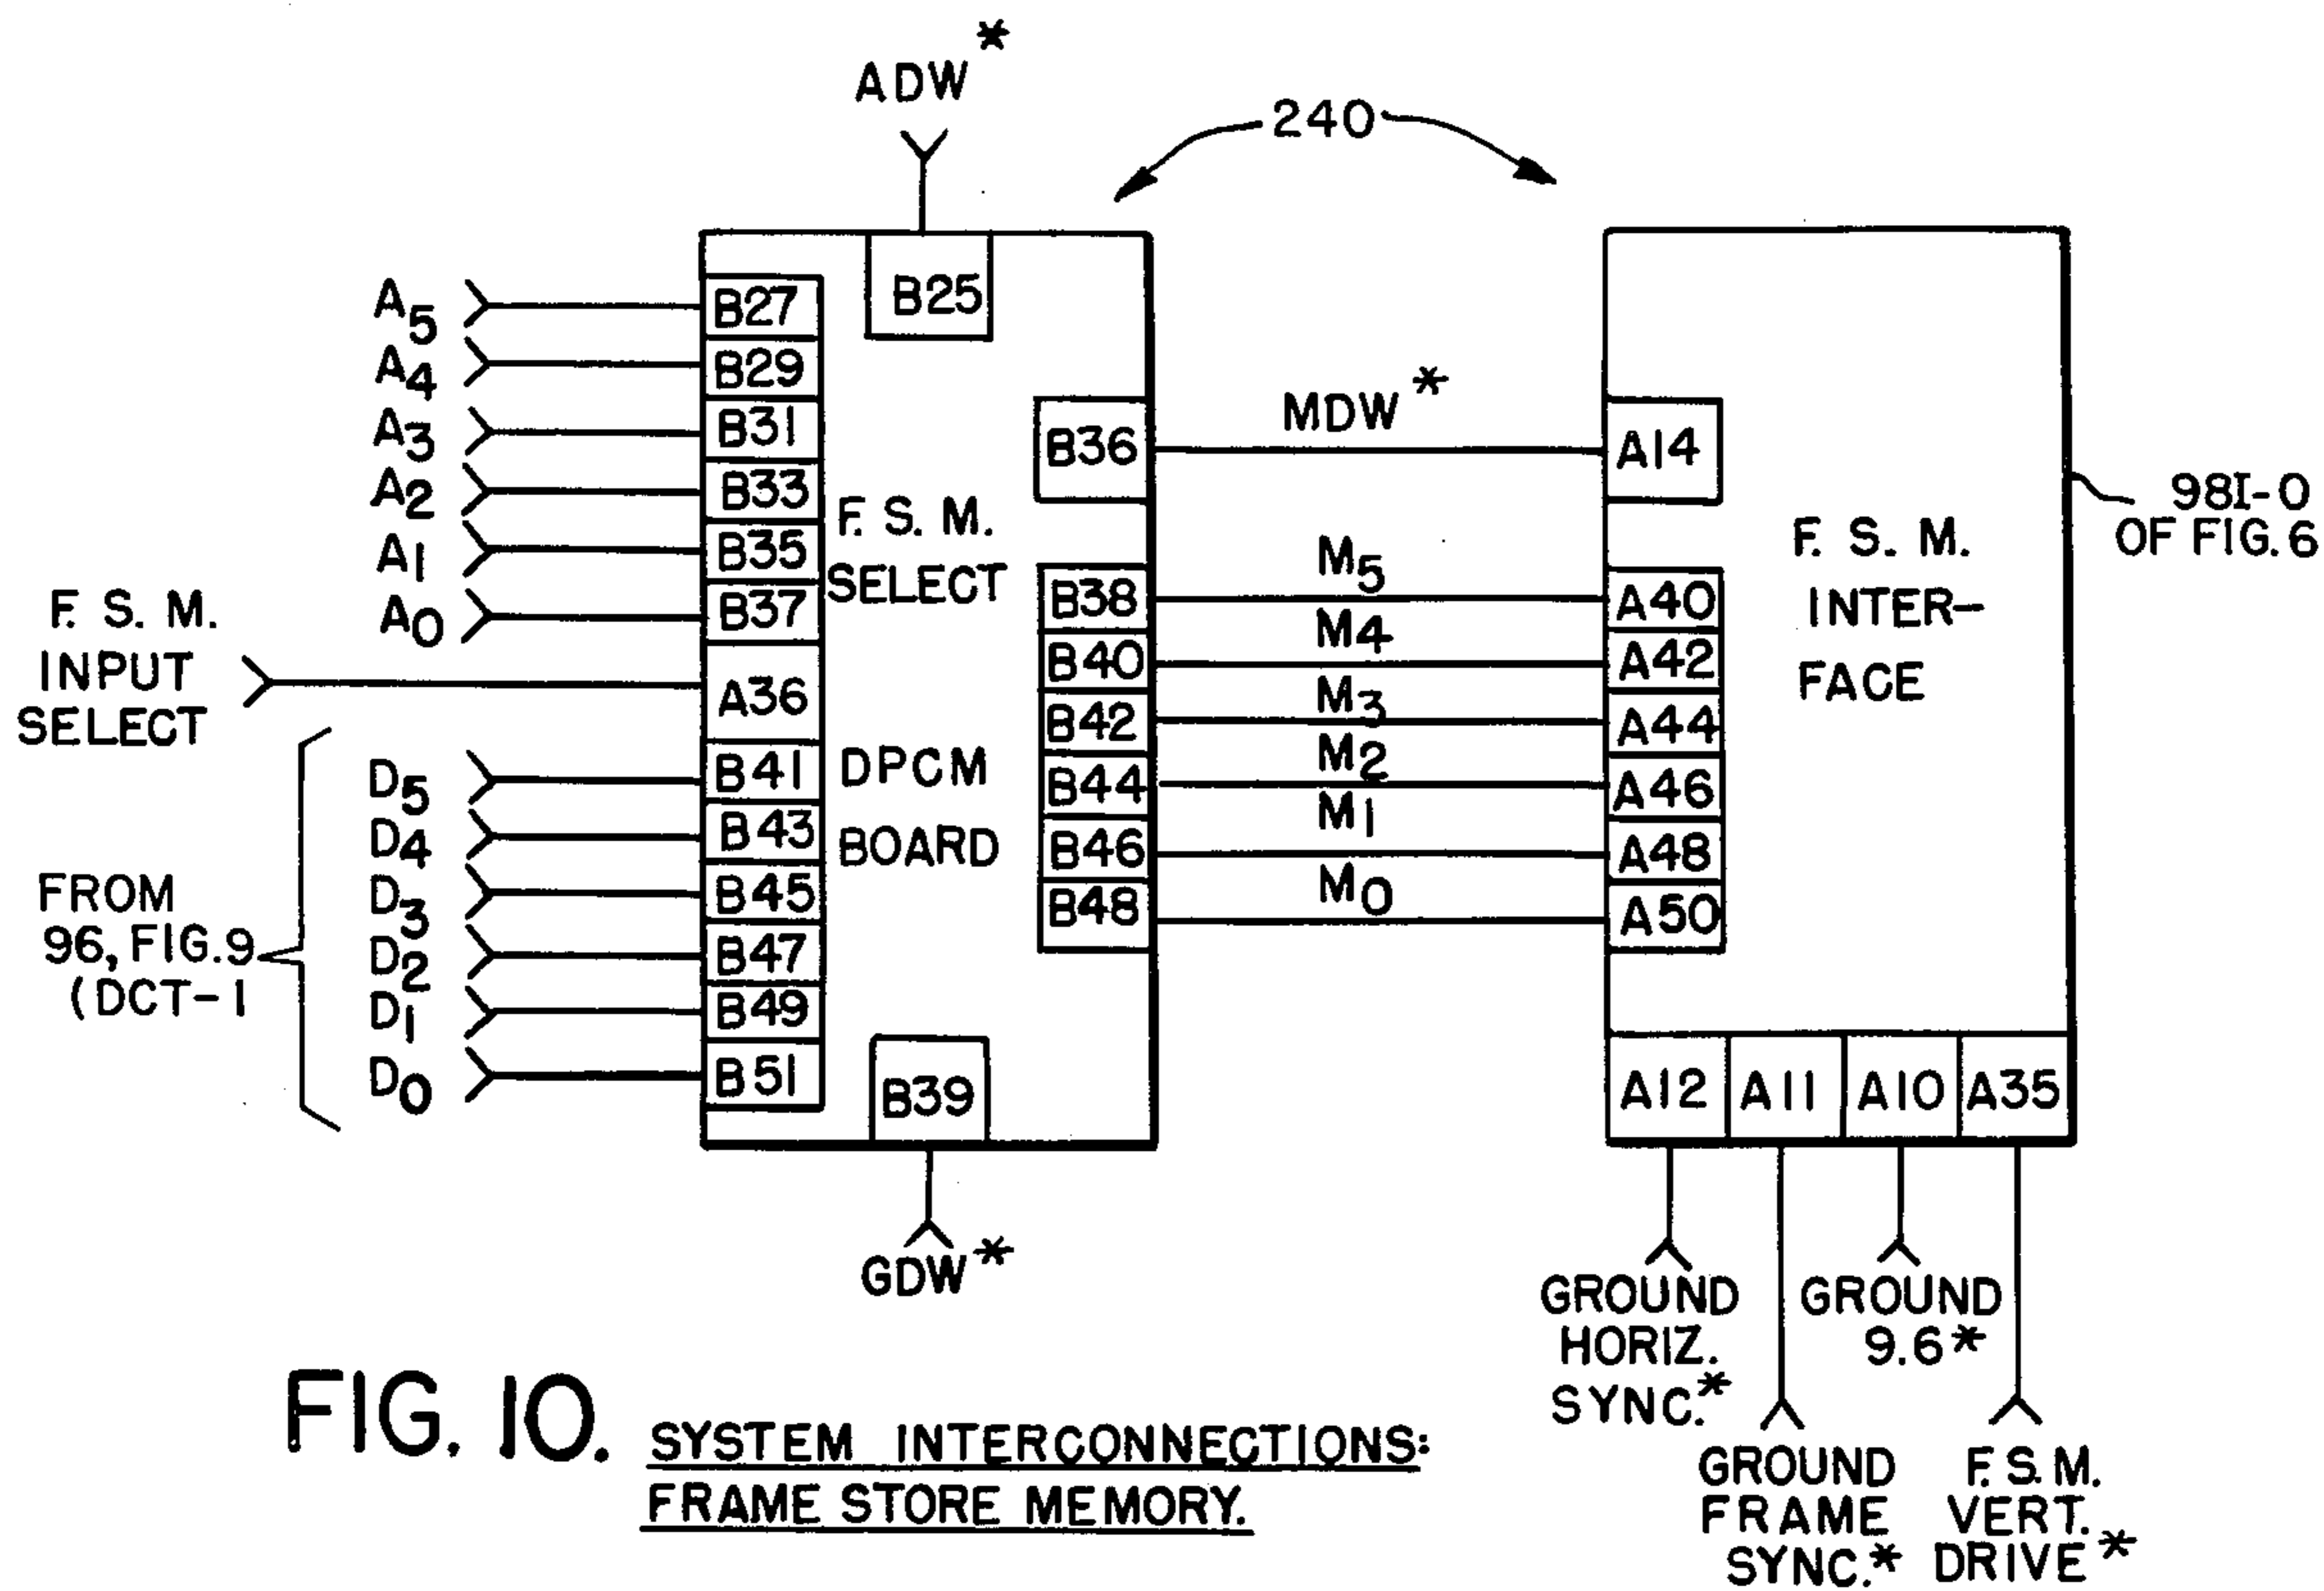 ADW*
240
A5
A4
A3
A2
A1
A0
F. S. M.
INPUT
SELECT
D5
D4
D3
D2
D1
D0
FROM
96, FIG.9
(DCT-1
B25
B27
B29
B31
B33
B35
B37
A36
B41
B43
B45
B47
B49
B51
F. S. M.
SELECT
DPCM
BOARD
B39
GDW*
B36
B38
B40
B42
B44
B46
B48
MDW*
M5
M4
M3
M2
M1
M0
A14
A40
A42
A44
A46
A48
A50
F. S. M.
INTER-
FACE
98I-O
OF FIG.6
A12 A11 A10 A35
GROUND
HORIZ.
SYNC.*
GROUND
FRAME
SYNC.*
GROUND
9.6*
F.S.M.
VERT.
DRIVE*
FIG. 10. SYSTEM INTERCONNECTIONS:
FRAME STORE MEMORY.